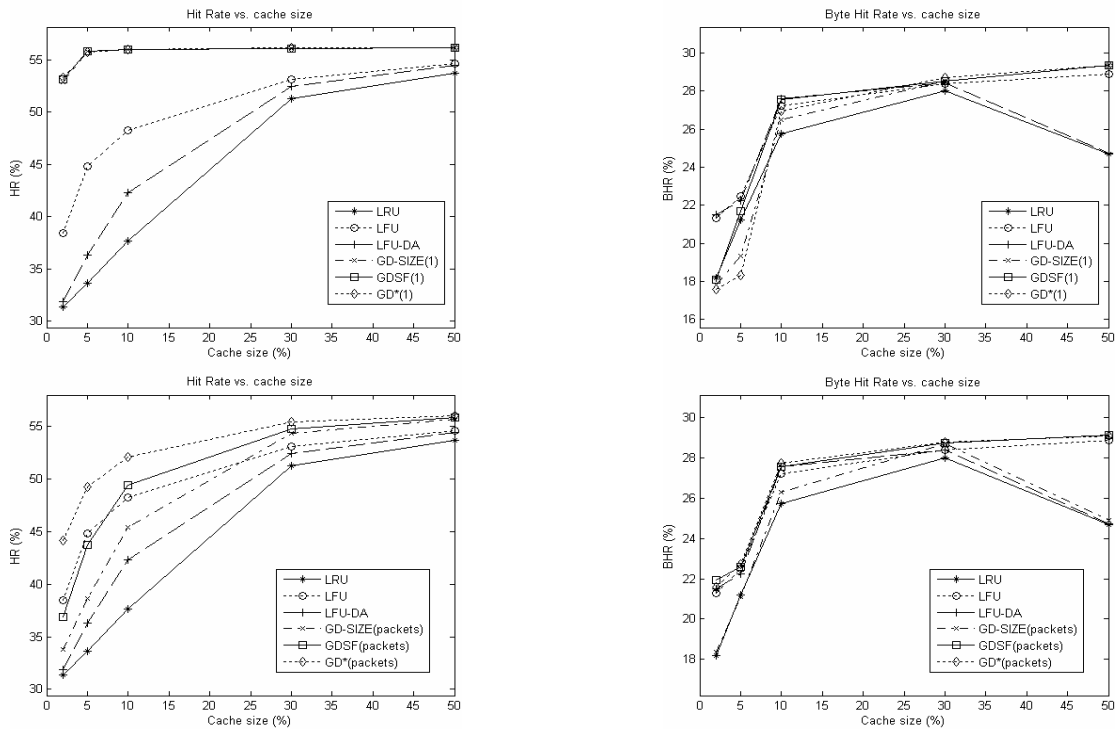 Hit Rate vs. cache size
55
50
45
40
35
30
HR (%)
0 5 10 15 20 25 30 35 40 45 50
Cache size (%)
LRU
LFU
LFU-DA
GD-SIZE(1)
GDSF(1)
GD*(1)
Byte Hit Rate vs. cache size
30
28
26
24
22
20
18
16
BHR (%)
0 5 10 15 20 25 30 35 40 45 50
Cache size (%)
LRU
LFU
LFU-DA
GD-SIZE(1)
GDSF(1)
GD*(1)
Hit Rate vs. cache size
55
50
45
40
35
30
HR (%)
0 5 10 15 20 25 30 35 40 45 50
Cache size (%)
LRU
LFU
LFU-DA
GD-SIZE(packets)
GDSF(packets)
GD*(packets)
Byte Hit Rate vs. cache size
30
28
26
24
22
20
18
BHR (%)
0 5 10 15 20 25 30 35 40 45 50
Cache size (%)
LRU
LFU
LFU-DA
GD-SIZE(packets)
GDSF(packets)
GD*(packets)